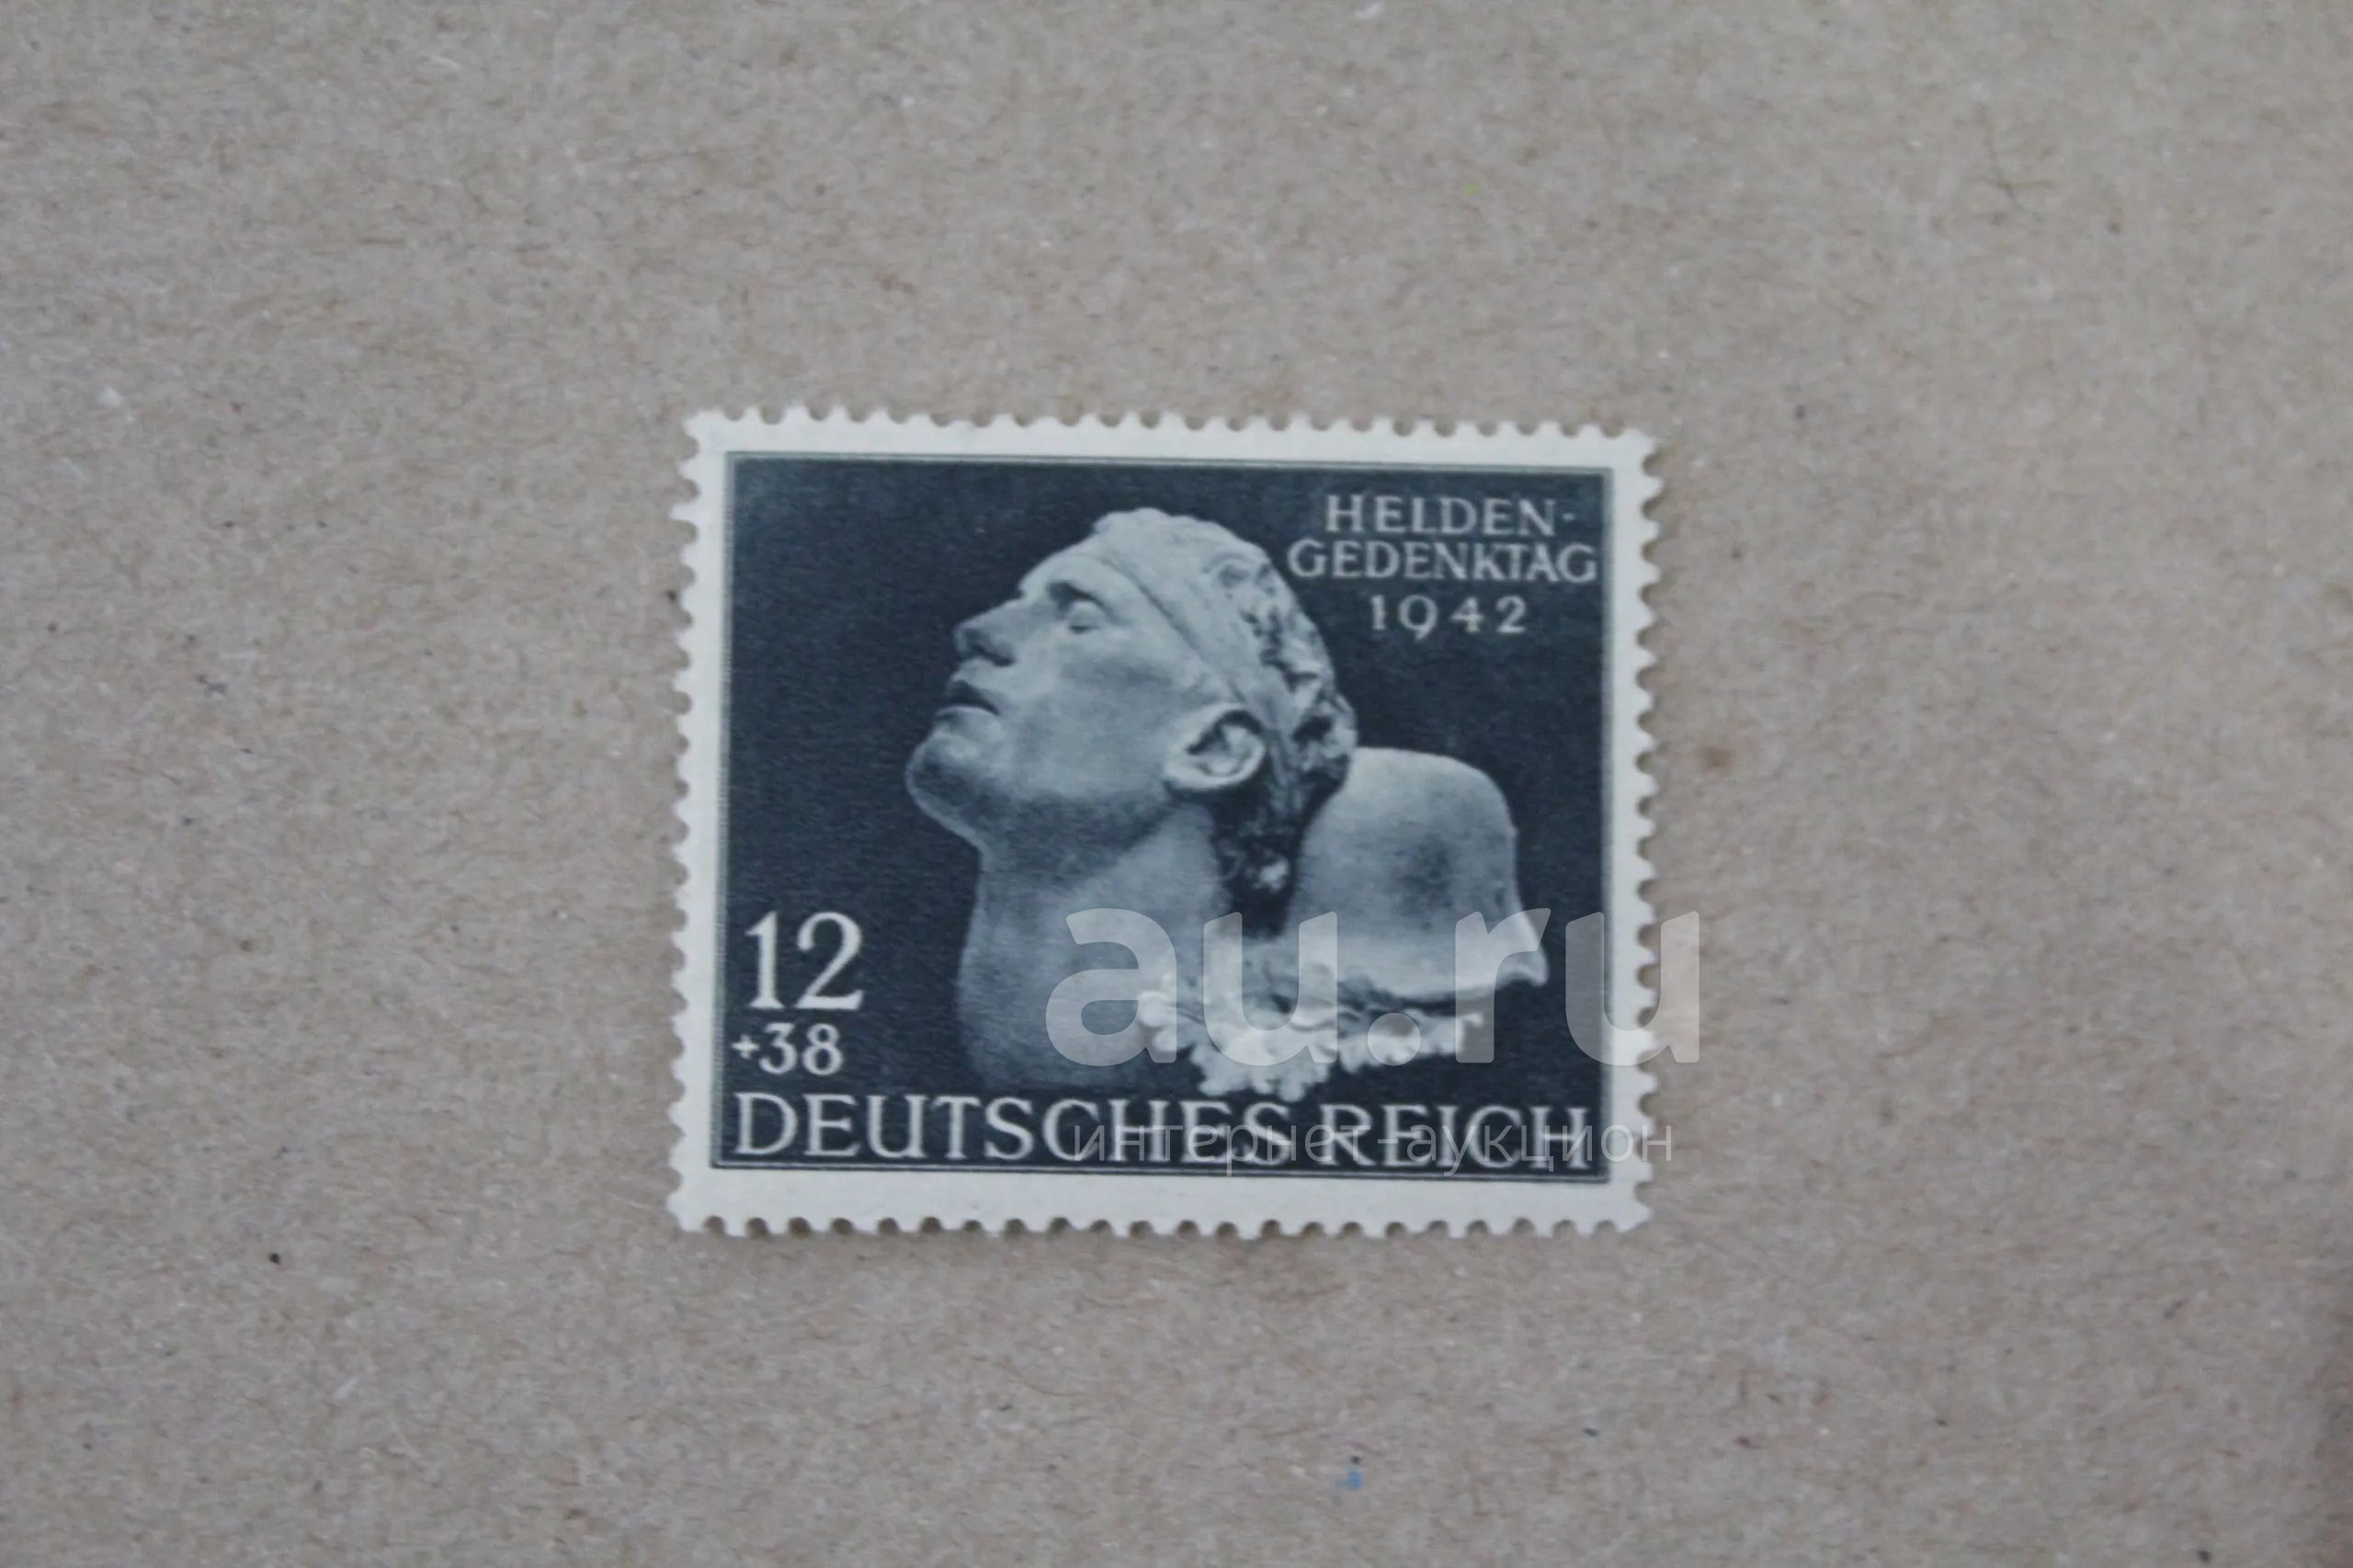 HELDEN-
GEDENKTAG
1942
12
+38
DEUTSCHES REICH
au.ru
интернет-аукцион